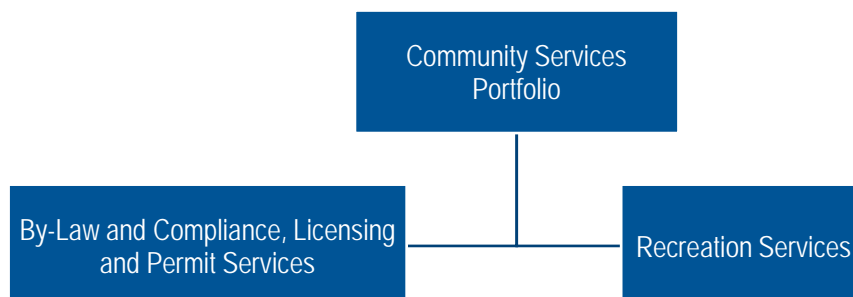 Community Services
Portfolio
By-Law and Compliance, Licensing
and Permit Services
Recreation Services